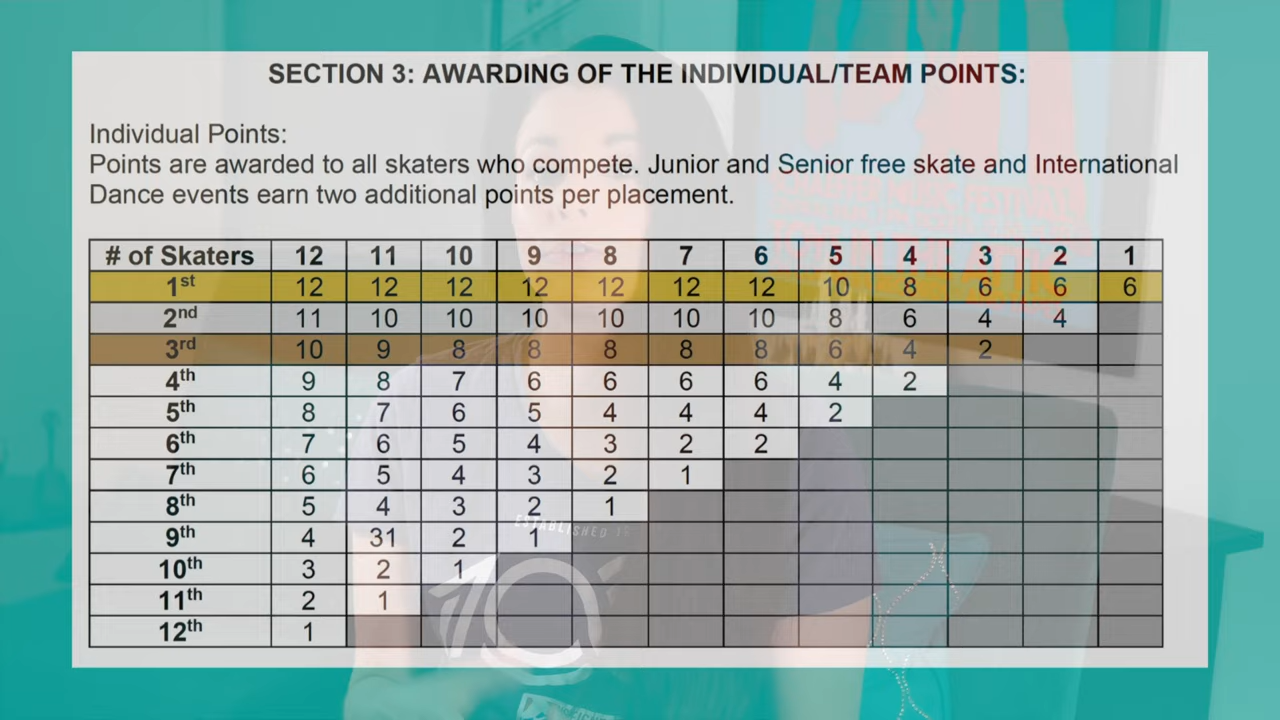 SECTION 3: AWARDING OF THE INDIVIDUAL/TEAM POINTS:
Individual Points:
Points are awarded to all skaters who compete. Junior and Senior free skate and International
Dance events earn two additional points per placement.
# of Skaters 12 11 10 9 8 7 6 5 4 3 2 1
1st 12 12 12 12 12 12 12 10 8 6 6 6
2nd 11 10 10 10 10 10 10 8 6 4 4
3rd 10 9 8 8 8 8 8 6 4 2
4th 9 8 7 6 6 6 6 4 2
5th 8 7 6 5 4 4 4 2
6th 7 6 5 4 3 2 2
7th 6 5 4 3 2 1
8th 5 4 3 2 1
9th 4 31 2 1
10th 3 2 1
11th 2 1
12th 1
ESTABLISHED